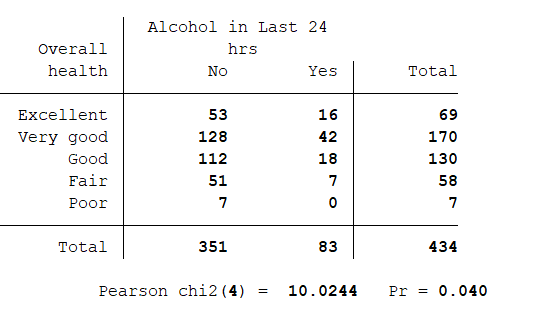 Alcohol in Last 24
Overall hrs
health No Yes Total
Excellent 53 16 69
Very good 128 42 170
Good 112 18 130
Fair 51 7 58
Poor 7 0 7
Total 351 83 434
Pearson chi2(4) = 10.0244 Pr = 0.040